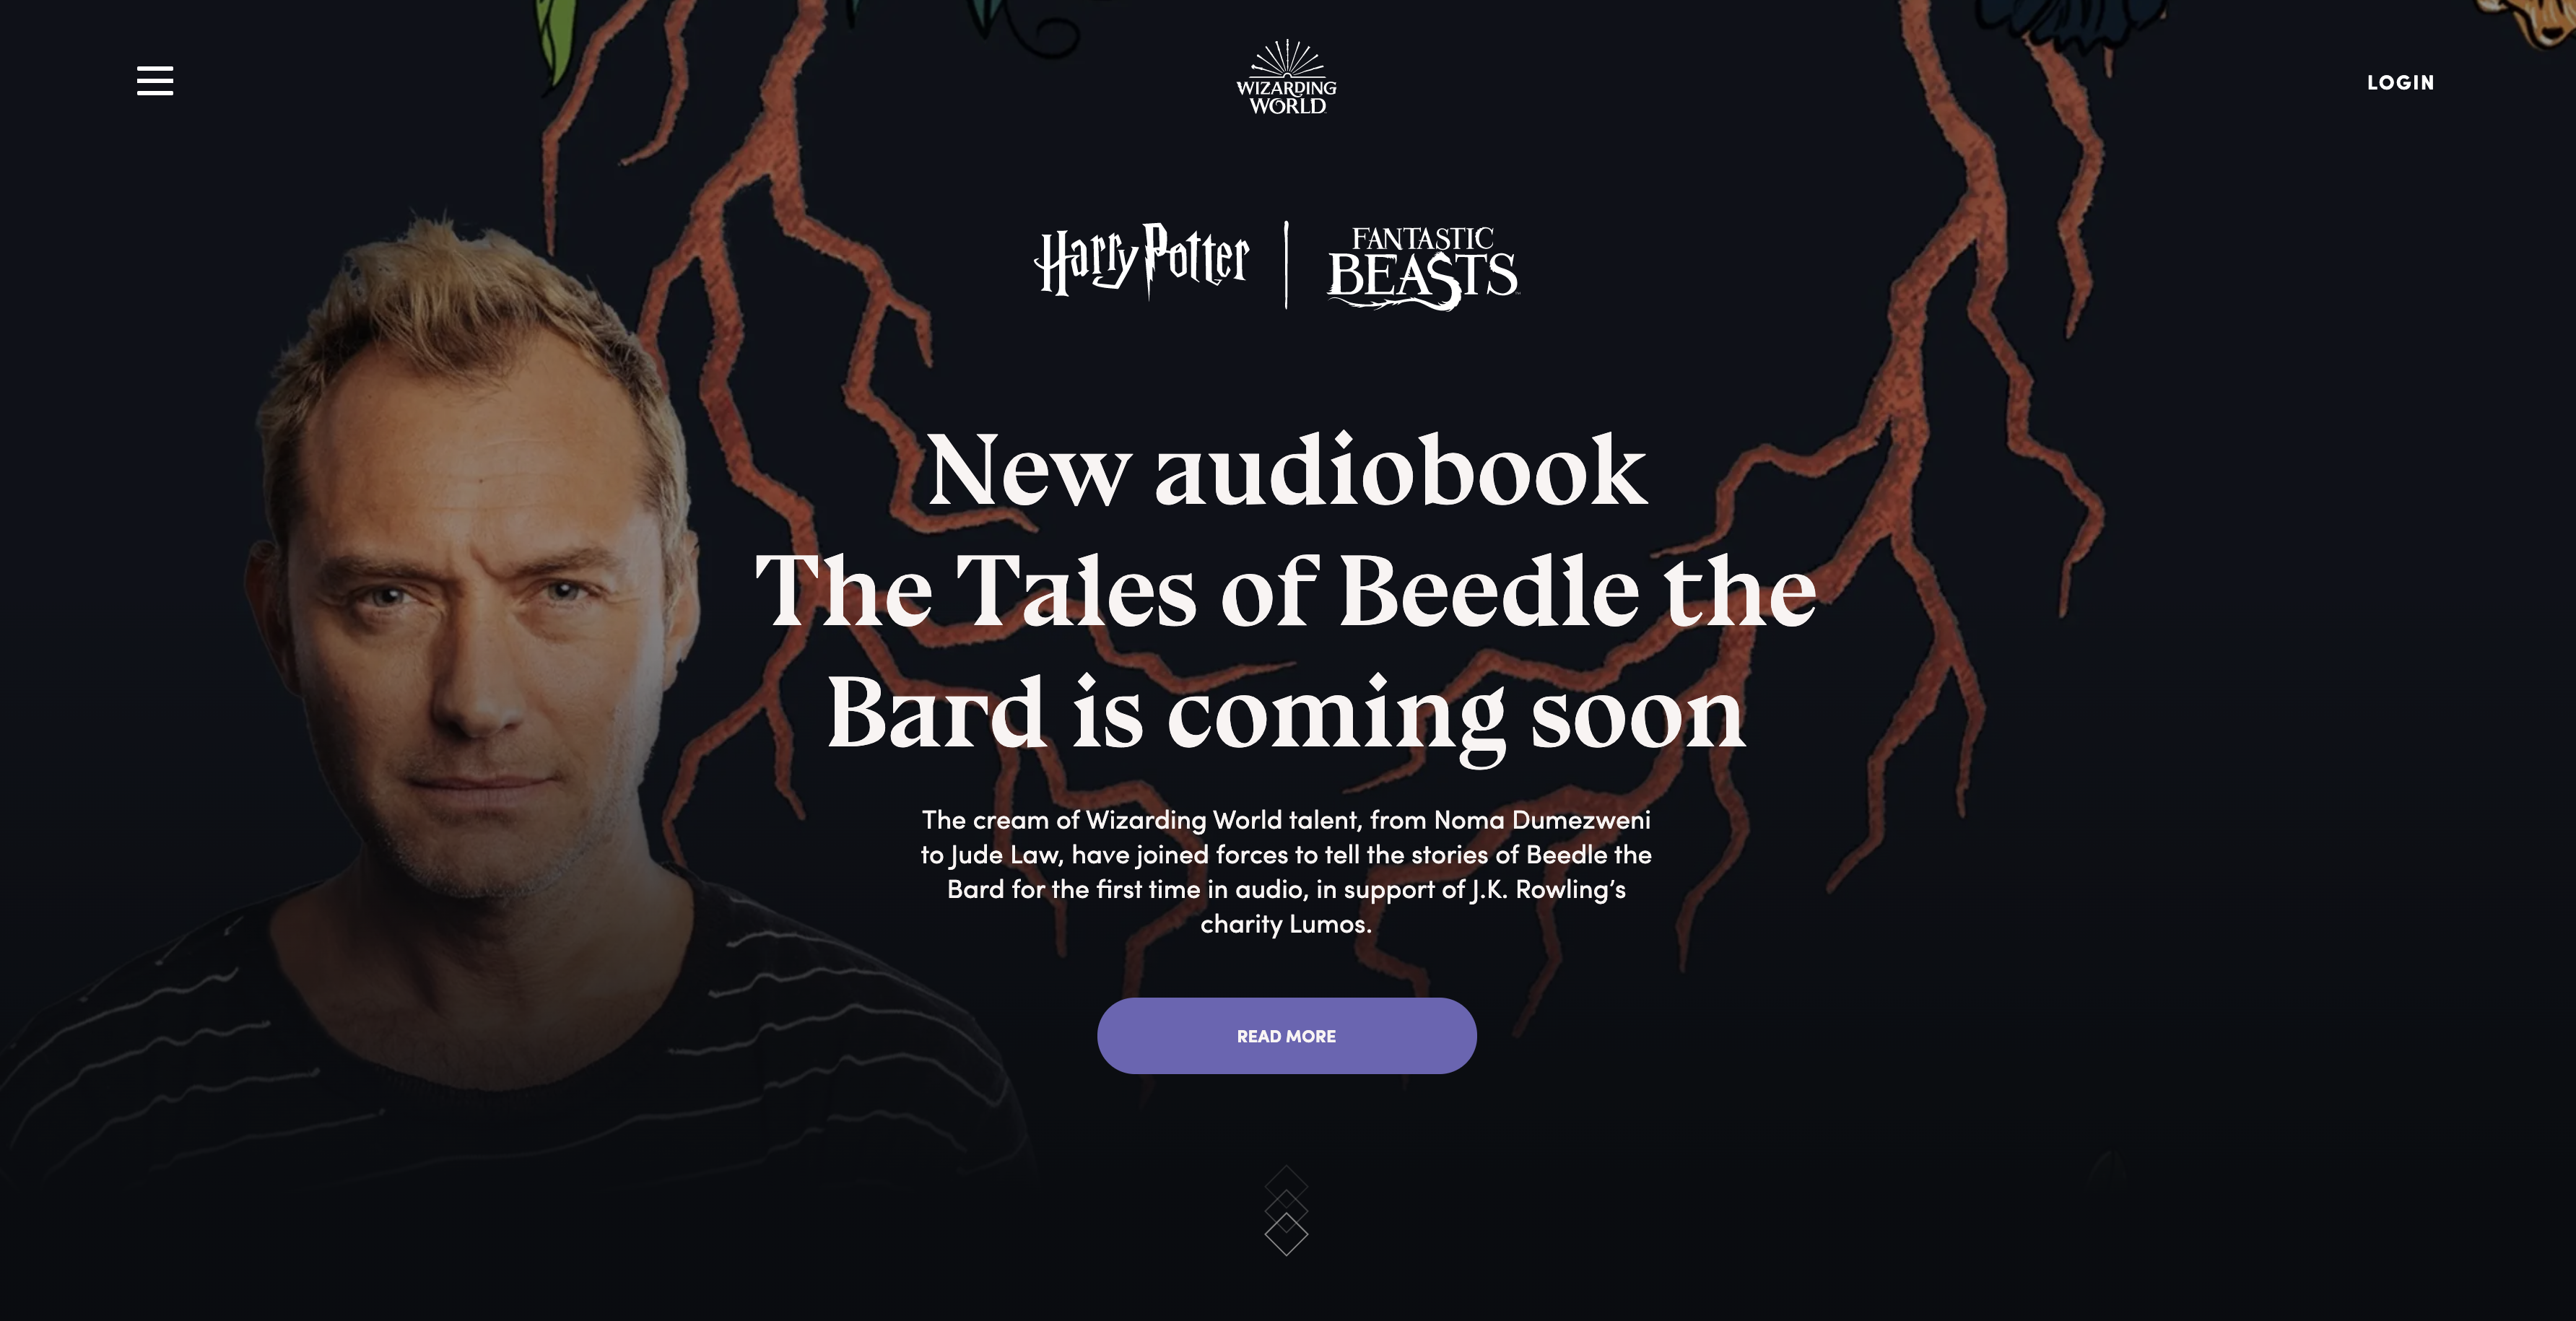 WIZARDING
WORLD
LOGIN
Harry Potter
FANTASTIC
BEASTS
New audiobook
The Tales of Beedle the
Bard is coming soon
The cream of Wizarding World talent, from Noma Dumezweni
to Jude Law, have joined forces to tell the stories of Beedle the
Bard for the first time in audio, in support of J.K. Rowling’s
charity Lumos.
READ MORE